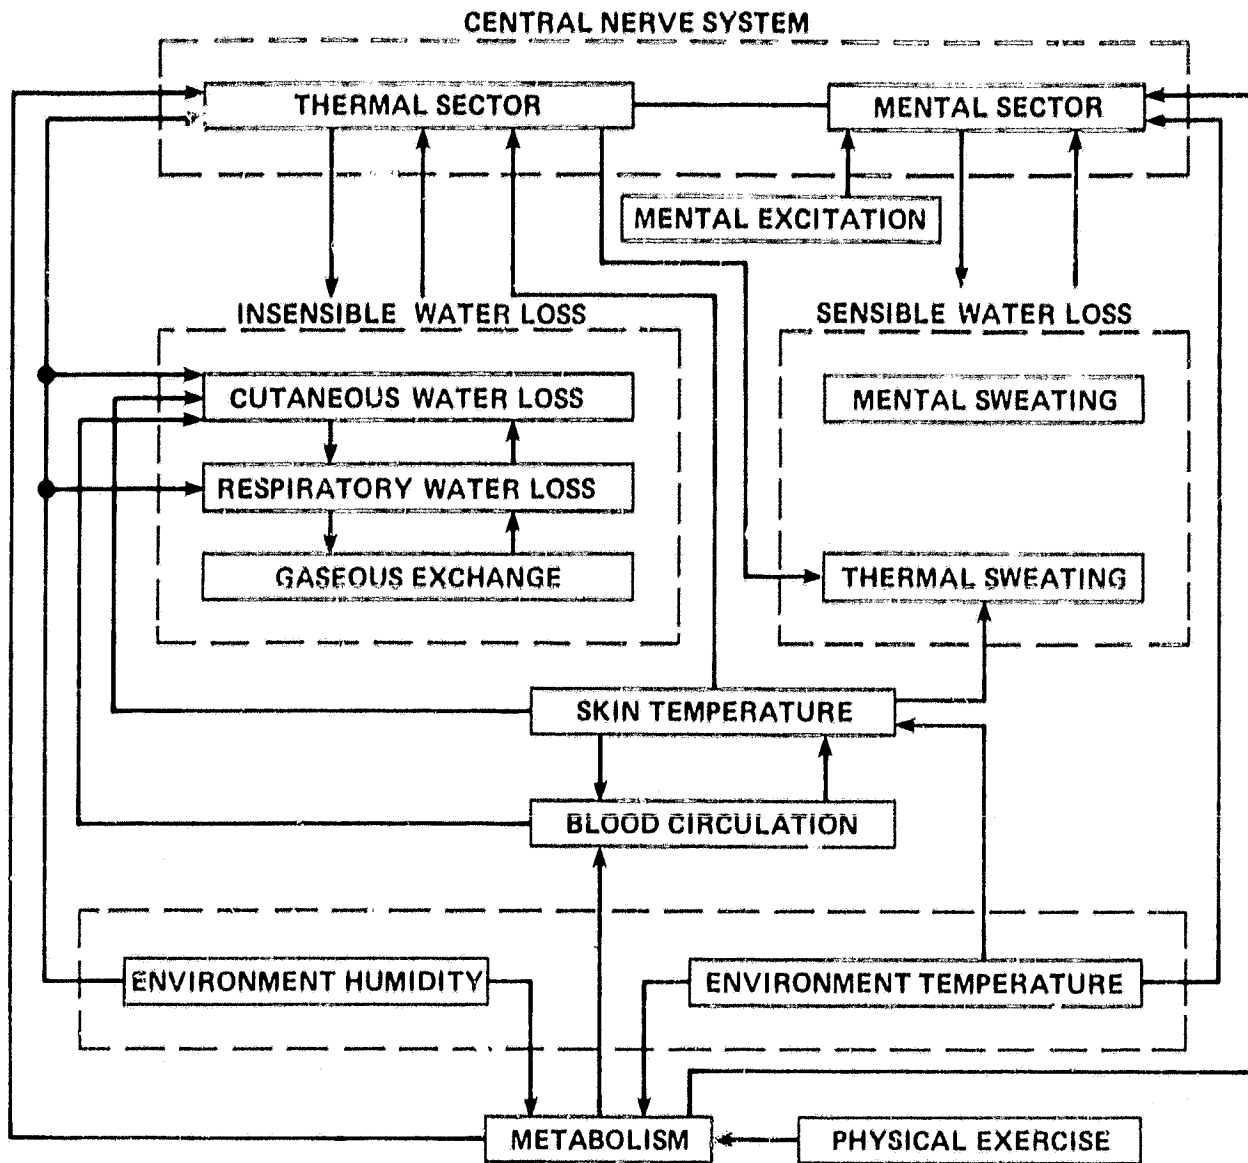 CENTRAL NERVE SYSTEM
THERMAL SECTOR
MENTAL SECTOR
MENTAL EXCITATION
INSENSIBLE WATER LOSS
SENSIBLE WATER LOSS
CUTANEOUS WATER LOSS
MENTAL SWEATING
RESPIRATORY WATER LOSS
GASEOUS EXCHANGE
THERMAL SWEATING
SKIN TEMPERATURE
BLOOD CIRCULATION
ENVIRONMENT HUMIDITY
ENVIRONMENT TEMPERATURE
METABOLISM
PHYSICAL EXERCISE